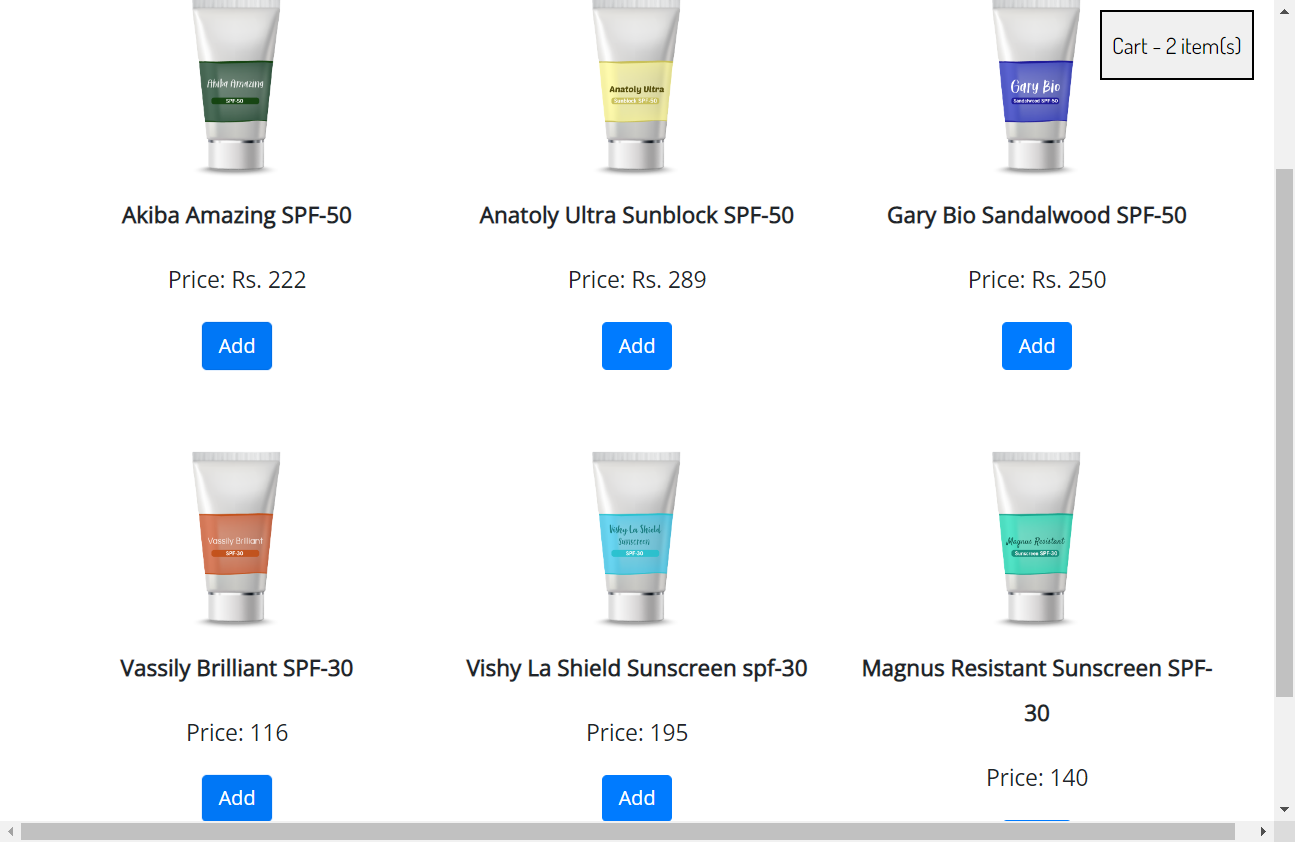 Cart - 2 item(s)
Akiba Amazing
SPF-50
Anatoly Ultra
Sunblock SPF-50
Gary Bio
Sandalwood SPF 50
Akiba Amazing SPF-50
Anatoly Ultra Sunblock SPF-50
Gary Bio Sandalwood SPF-50
Price: Rs. 222
Price: Rs. 289
Price: Rs. 250
Add
Add
Add
Vassily Brilliant
SPF-30
Vishy La Shield
Sunscreen
SPF-30
Magnus Resistant
Sunscreen SPF-30
Vassily Brilliant SPF-30
Vishy La Shield Sunscreen spf-30
Magnus Resistant Sunscreen SPF-
30
Price: 116
Price: 195
Price: 140
Add
Add